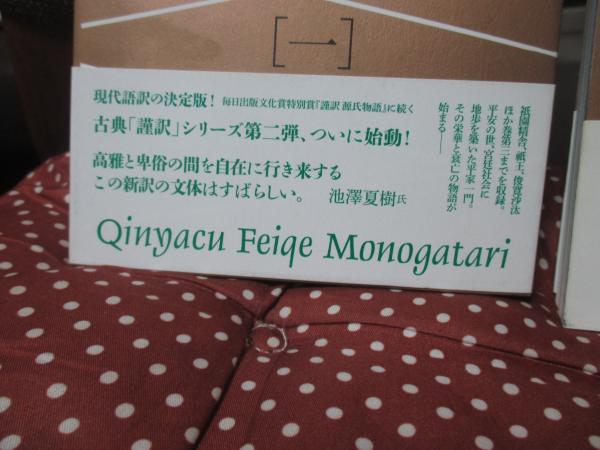 [一]
現代語訳の決定版! 毎日出版文化賞特別賞『謹訳 源氏物語』に続く
古典「謹訳」シリーズ第二弾、ついに始動!
高雅と卑俗の間を自在に行き来する
この新訳の文体はすばらしい。 池澤夏樹氏
祇園精舎、祇王、俊寛沙汰
ほか巻第三までを収録。
平安の世、宮廷社会に
地歩を築いた平家一門。
その栄華と衰亡の物語が
始まる——
Qinyacu Feiqe Monogatari